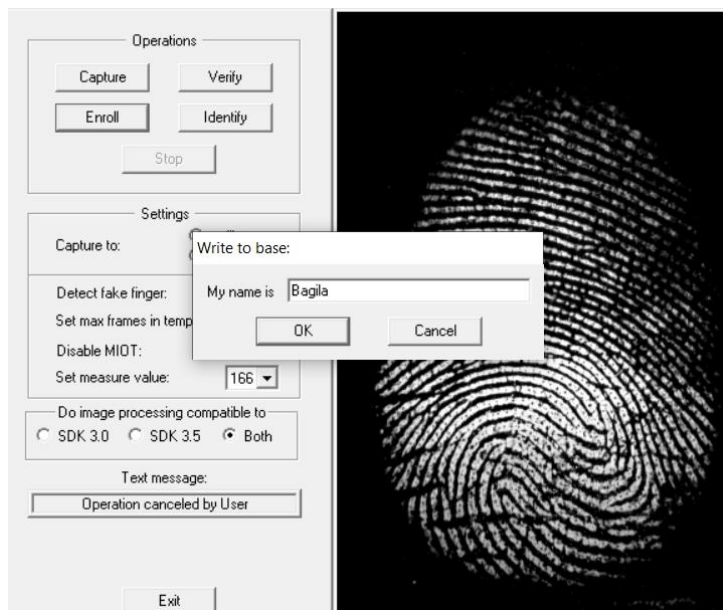 Operations
Capture
Verify
Enroll
Identify
Stop
Settings
Capture to:
Write to base:
My name is Bagila
OK
Cancel
Detect fake finger:
Set max frames in temp
Disable MIOT:
Set measure value: 166
Do image processing compatible to
SDK 3.0 SDK 3.5 Both
Text message:
Operation canceled by User
Exit